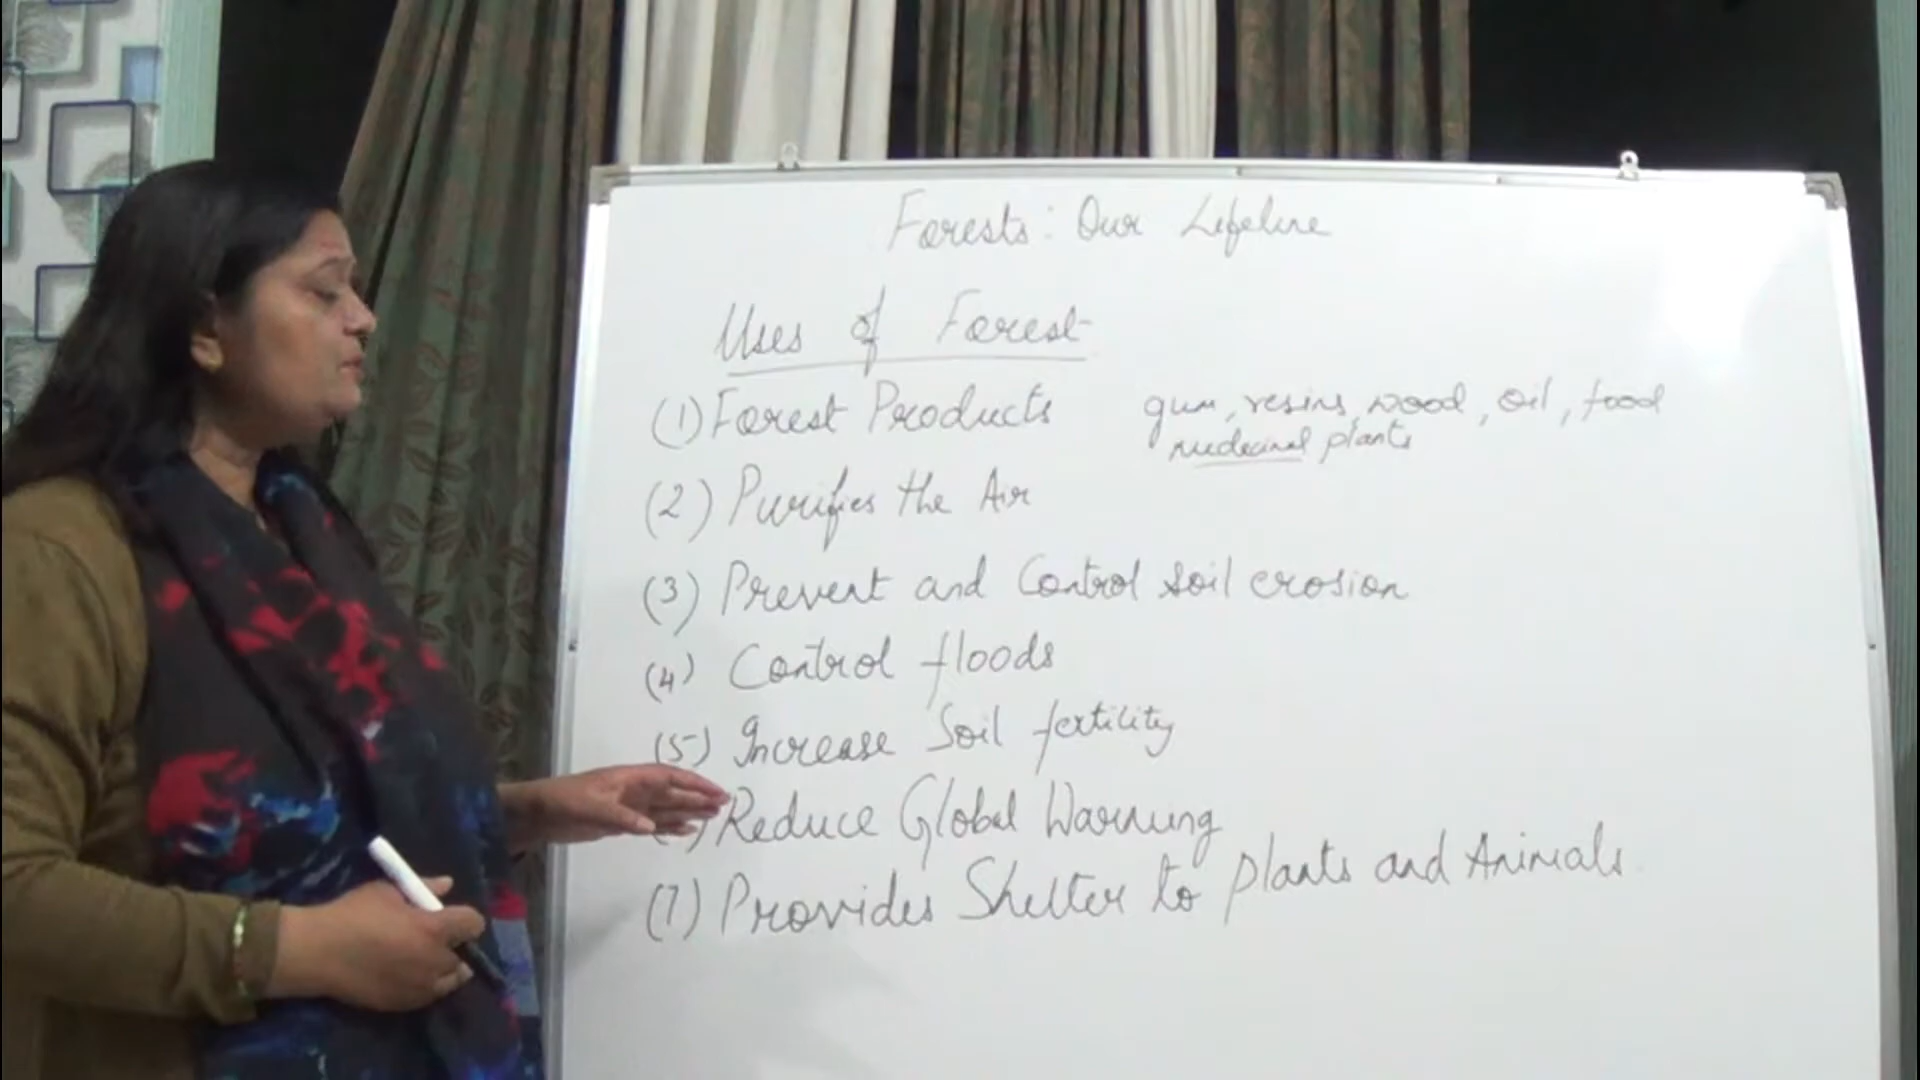 Forests : Our Lifeline
Uses of Forest
(1) Forest Products gum, resins, wood, oil, food
medecinal plants
(2) Purifies the Air
(3) Prevent and Control soil erosion
(4) Control floods
(5) Increase Soil fertility
) Reduce Global Warming
(7) Provides Shelter to plants and Animals.